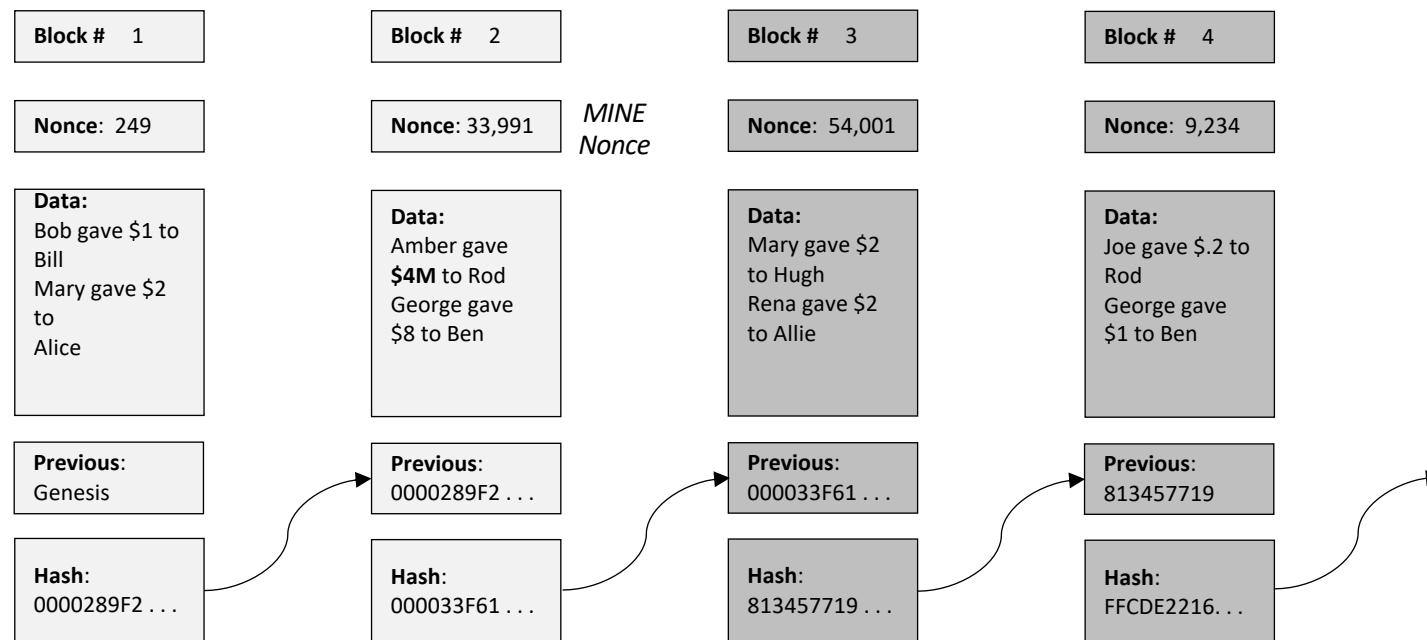 Block # 1
Block # 2
Block # 3
Block # 4
Nonce: 249
Nonce: 33,991
MINE
Nonce
Nonce: 54,001
Nonce: 9,234
Data:
Bob gave $1 to
Bill
Mary gave $2
to
Alice
Data:
Amber gave
$4M to Rod
George gave
$8 to Ben
Data:
Mary gave $2
to Hugh
Rena gave $2
to Allie
Data:
Joe gave $.2 to
Rod
George gave
$1 to Ben
Previous:
Genesis
Previous:
0000289F2 . . .
Previous:
000033F61 . . .
Previous:
813457719
Hash:
0000289F2 . . .
Hash:
000033F61 . . .
Hash:
813457719 . . .
Hash:
FFCDE2216. . .